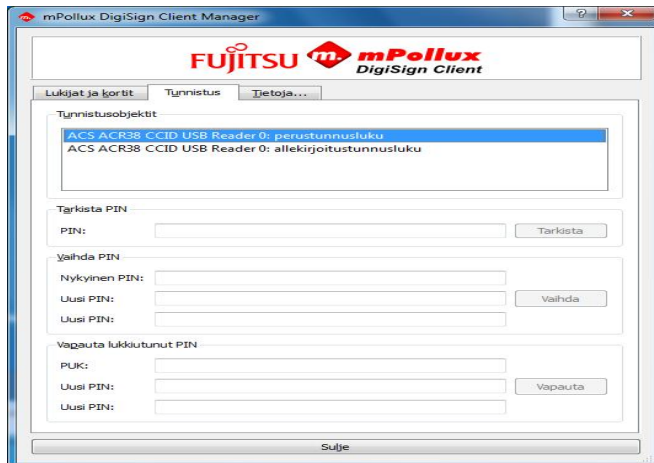 mPollux DigiSign Client Manager
FUJITSU m. mPollux
DigiSign Client
Lukijat ja kortit Tunnistus Tietoja...
Tunnistusobjektit
ACS ACR38 CCID USB Reader 0: perustunnusluku
ACS ACR38 CCID USB Reader 0: allekirjoitustunnusluku
Tarkista PIN
PIN: Tarkista
Vaihda PIN
Nykyinen PIN:
Uusi PIN: Vaihda
Uusi PIN:
Vapauta lukkiutunut PIN
PUK:
Uusi PIN: Vapauta
Uusi PIN:
Sulje